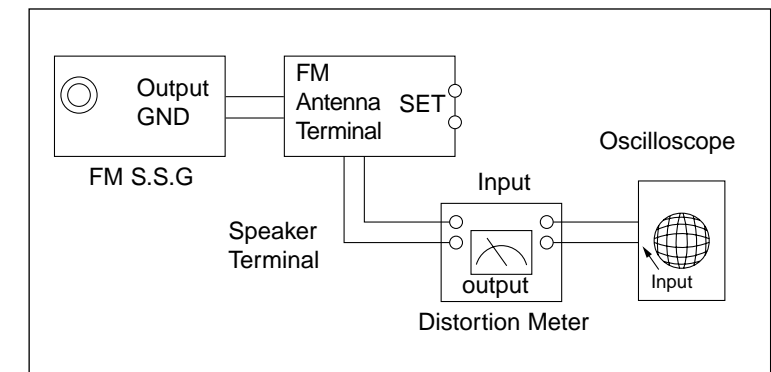 Output
GND
FM S.S.G
FM
Antenna
Terminal
SET
Speaker
Terminal
Input
output
Distortion Meter
Oscilloscope
Input